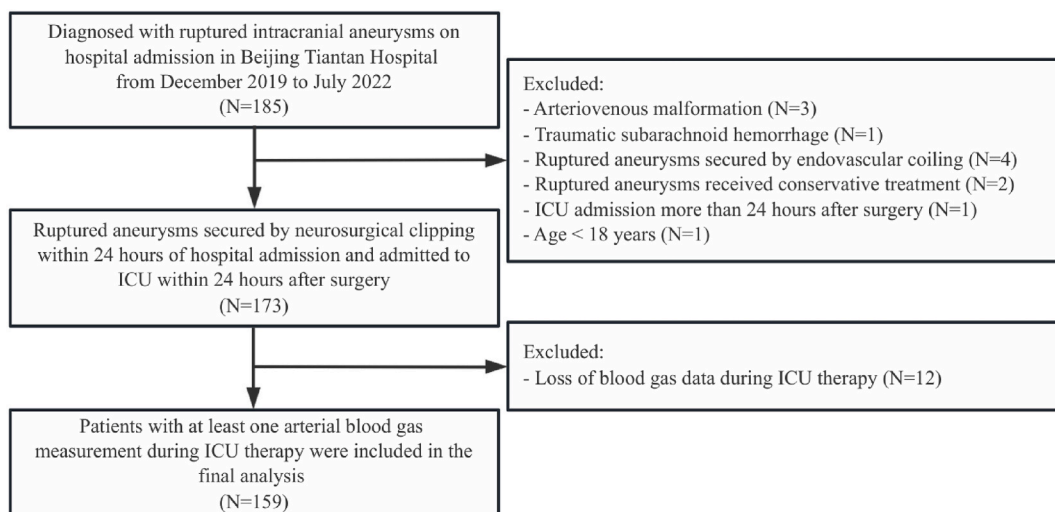 Diagnosed with ruptured intracranial aneurysms on
hospital admission in Beijing Tiantan Hospital
from December 2019 to July 2022
(N=185)
Excluded:
- Arteriovenous malformation (N=3)
- Traumatic subarachnoid hemorrhage (N=1)
- Ruptured aneurysms secured by endovascular coiling (N=4)
- Ruptured aneurysms received conservative treatment (N=2)
- ICU admission more than 24 hours after surgery (N=1)
- Age < 18 years (N=1)
Ruptured aneurysms secured by neurosurgical clipping
within 24 hours of hospital admission and admitted to
ICU within 24 hours after surgery
(N=173)
Excluded:
- Loss of blood gas data during ICU therapy (N=12)
Patients with at least one arterial blood gas
measurement during ICU therapy were included in the
final analysis
(N=159)